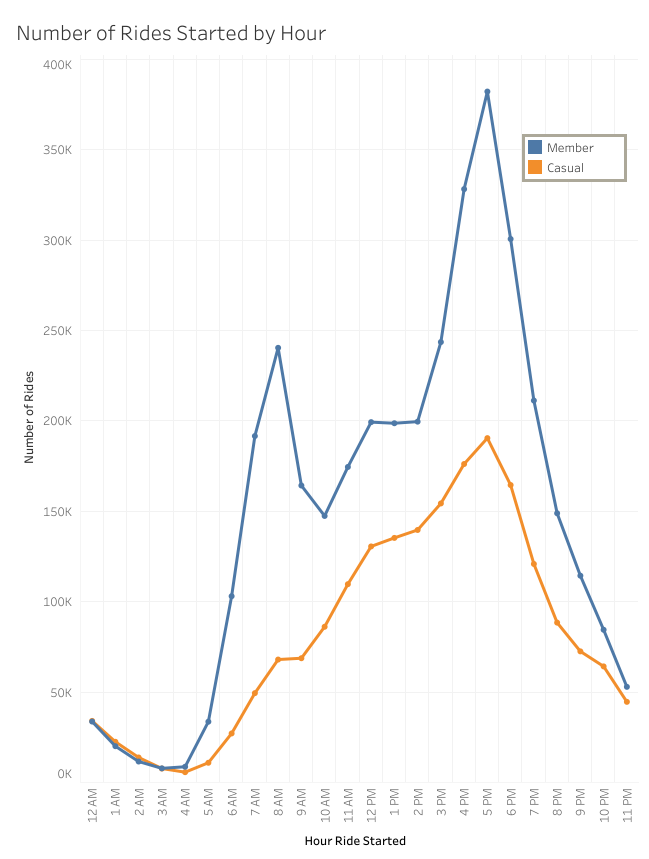 Number of Rides Started by Hour
400K
350K
300K
250K
200K
150K
100K
50K
0K
Number of Rides
Member
Casual
12 AM
1 AM
2 AM
3 AM
4 AM
5 AM
6 AM
7 AM
8 AM
9 AM
10 AM
11 AM
12 PM
1 PM
2 PM
3 PM
4 PM
5 PM
6 PM
7 PM
8 PM
9 PM
10 PM
11 PM
Hour Ride Started